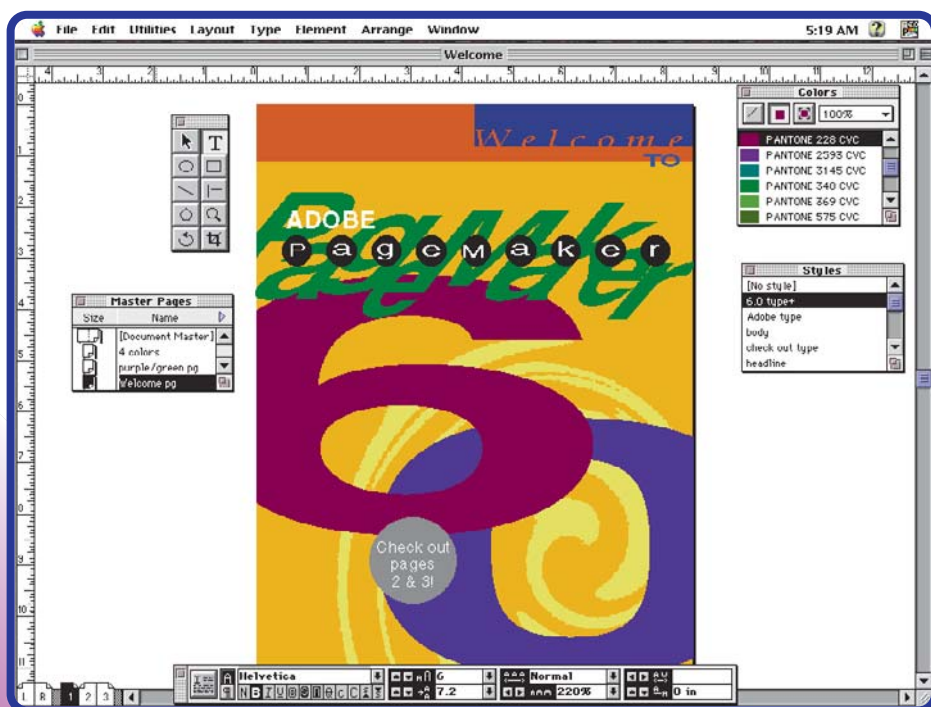 File Edit Utilities Layout Type Element Arrange Window 5:19 AM
Welcome
Colors
100%
PANTONE 228 CVC
PANTONE 2593 CVC
PANTONE 3145 CVC
PANTONE 340 CVC
PANTONE 369 CVC
PANTONE 575 CVC
Welcome
TO
T
PageMaker
ADOBE
PageMaker
Styles
[No style]
6.0 type+
Adobe type
body
check out type
headline
Master Pages
Size Name
[Document Master]
4 colors
purple/green pg
Welcome pg
6.0
Check out
pages
2 & 3!
Helvetica
6
Normal
N B I U
7.2
220%
0 in
L R 1 2 3